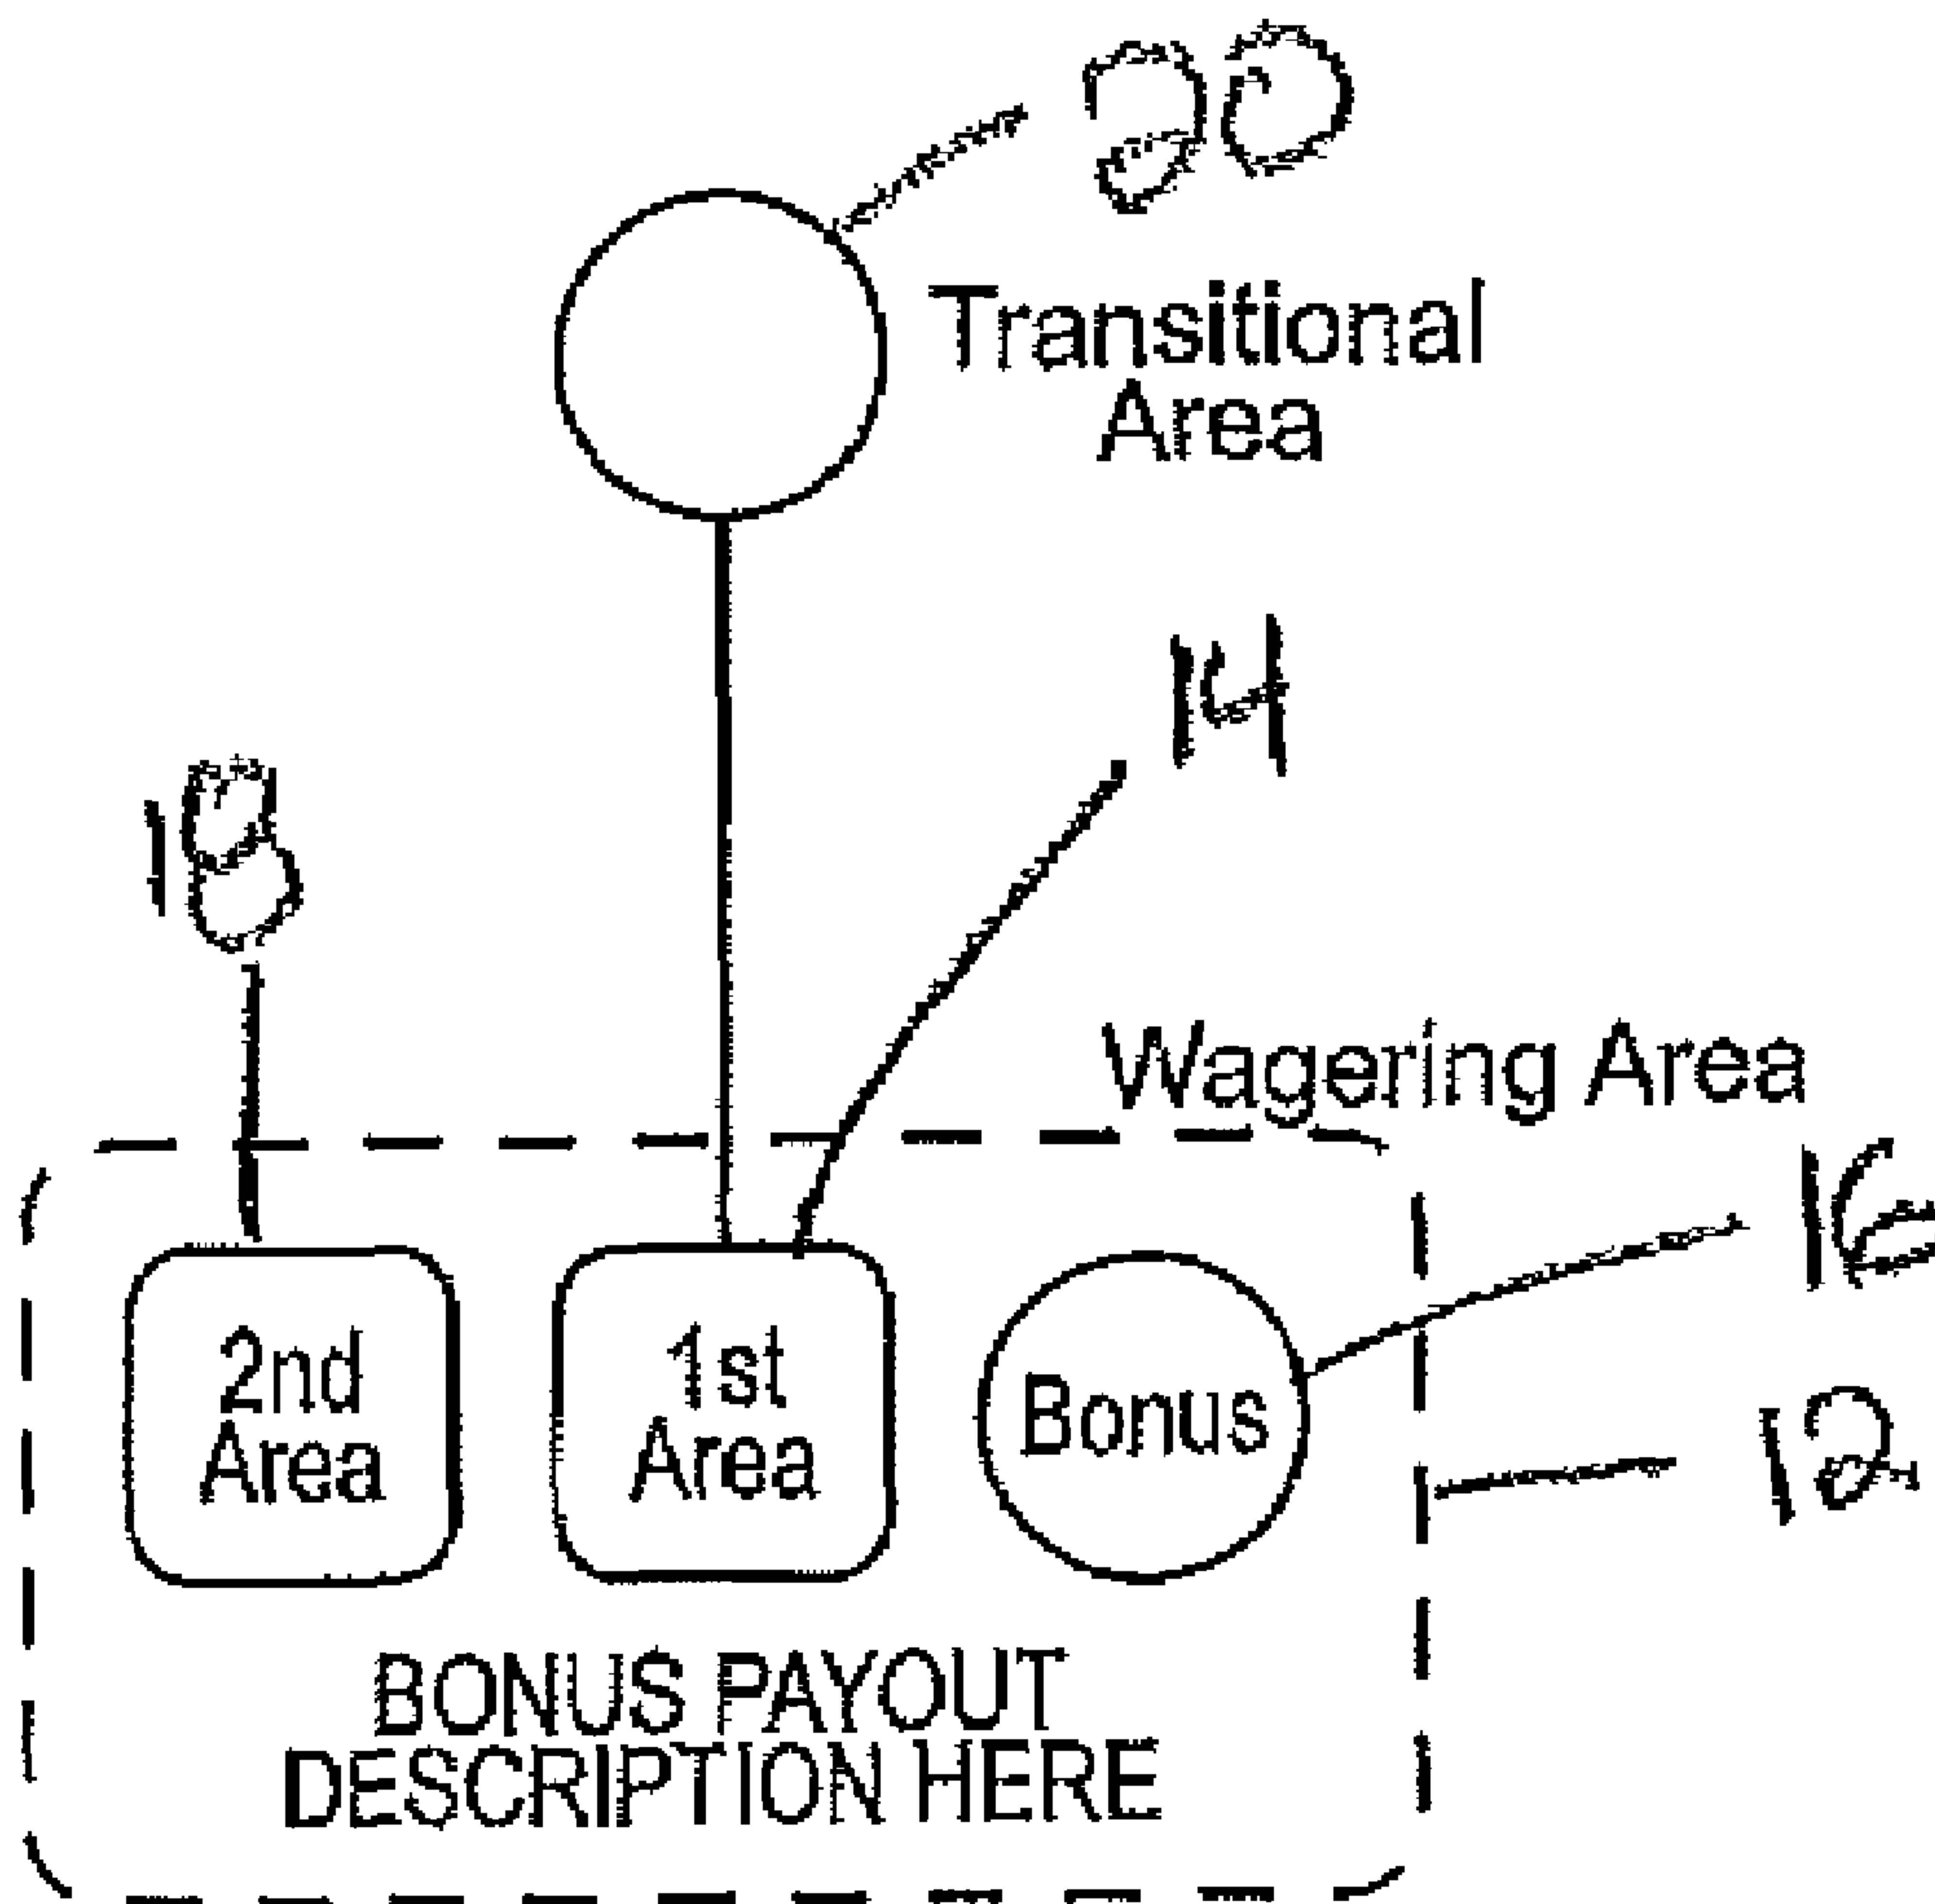 20
Transitional
Area
14
18
Wagering Area
16
12
2nd
Area
1st
Area
Bonus
BONUS PAYOUT
DESCRIPTION HERE